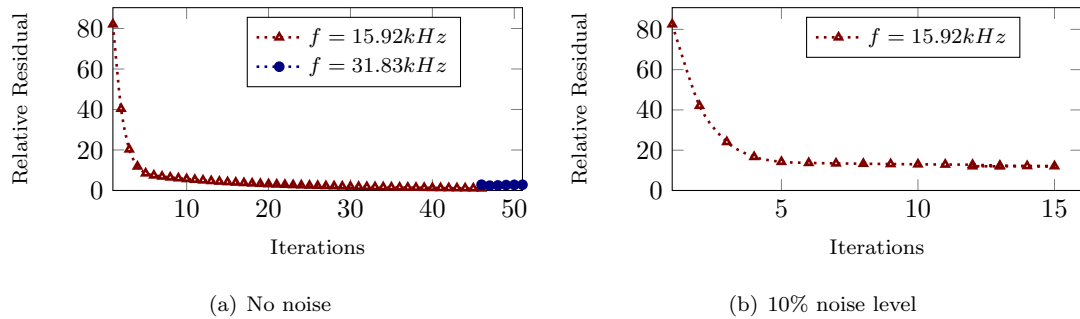 Relative Residual
80
60
40
20
0
10
20
30
40
50
Iterations
f = 15.92kHz
f = 31.83kHz
(a) No noise
Relative Residual
80
60
40
20
0
5
10
15
Iterations
f = 15.92kHz
(b) 10% noise level